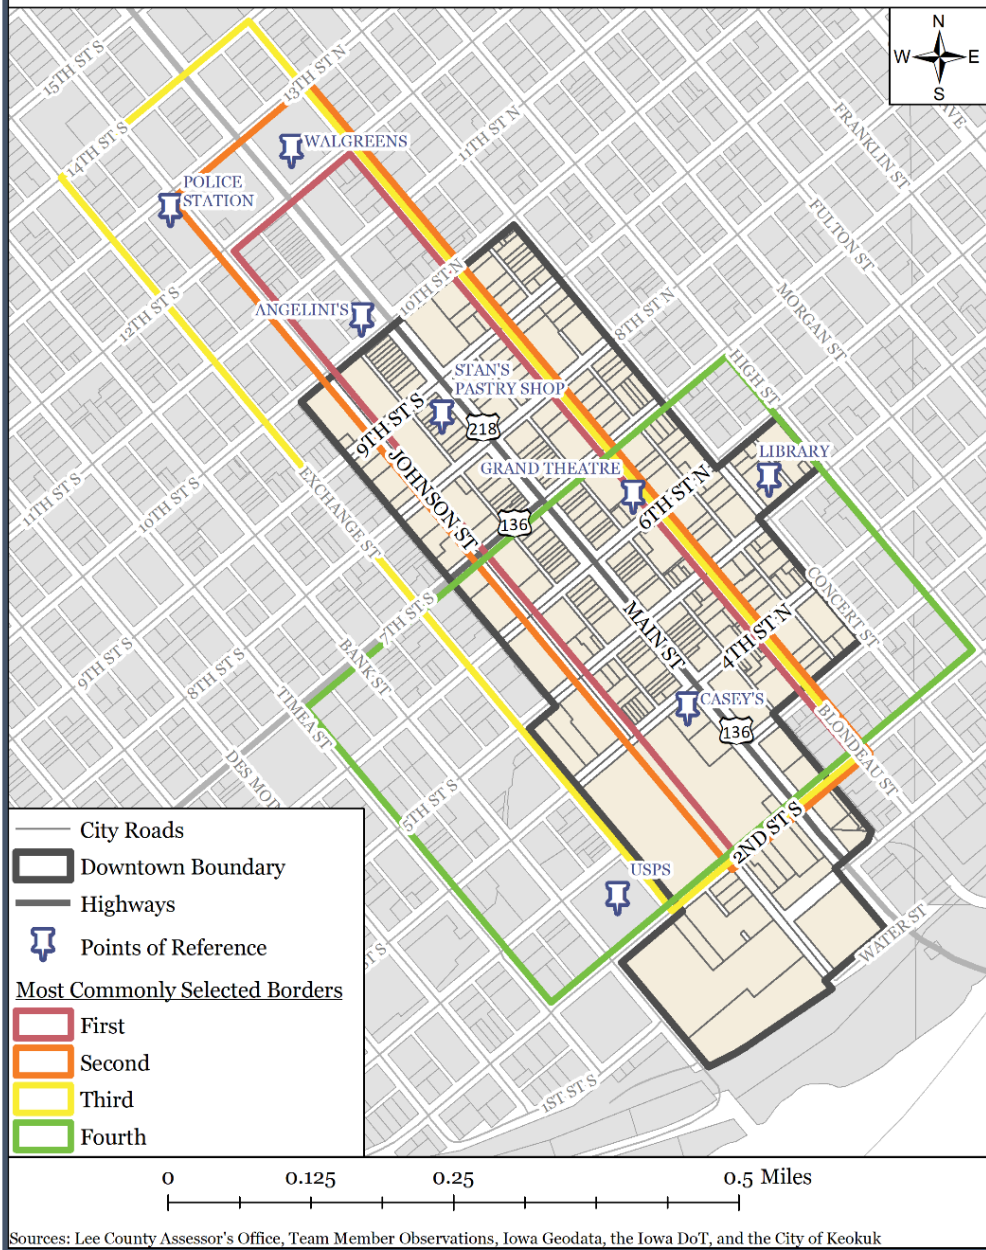 N
W E
S
15TH ST S
13TH ST N
AVE
14TH ST S
WALGREENS
11TH ST N
FRANKLIN ST
POLICE
STATION
FULTON ST
10TH ST N
12TH ST S
ANGELINI'S
8TH ST N
MORGAN ST
STAN'S
PASTRY SHOP
HIGH ST
9TH ST S
218
LIBRARY
GRAND THEATRE
JOHNSON ST
6TH ST N
11TH ST S
10TH ST S
EXCHANGE ST
136
CONCERT ST
7TH ST S
MAIN ST
4TH ST N
9TH ST S
8TH ST S
BANK ST
TIMEA ST
CASEY'S
136
BLONDEAU ST
DES MOI
5TH ST S
2ND ST S
USPS
WATER ST
ST S
1ST ST S
City Roads
Downtown Boundary
Highways
Points of Reference
Most Commonly Selected Borders
First
Second
Third
Fourth
0 0.125 0.25 0.5 Miles
Sources: Lee County Assessor's Office, Team Member Observations, Iowa Geodata, the Iowa DoT, and the City of Keokuk